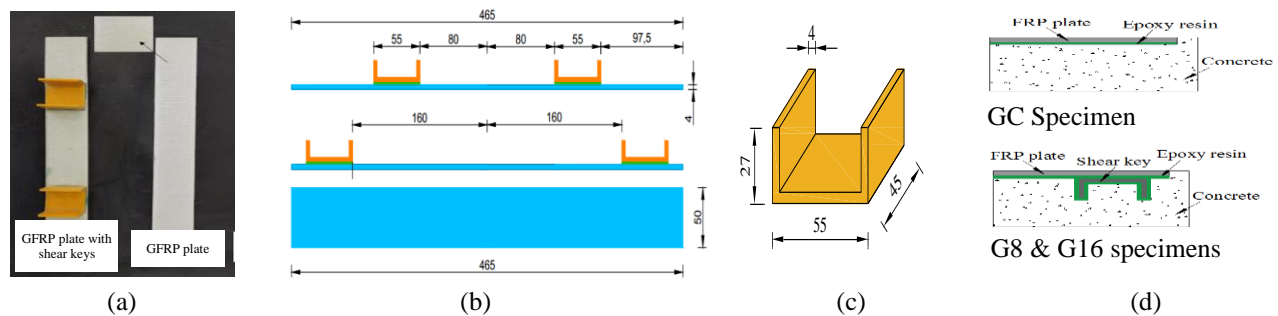 GFRP plate with
shear keys
GFRP plate
(a)
465
55
80
80
55
97,5
4
160
160
50
465
(b)
4
27
55
45
(c)
FRP plate
Epoxy resin
Concrete
GC Specimen
FRP plate
Shear key
Epoxy resin
Concrete
G8 & G16 specimens
(d)